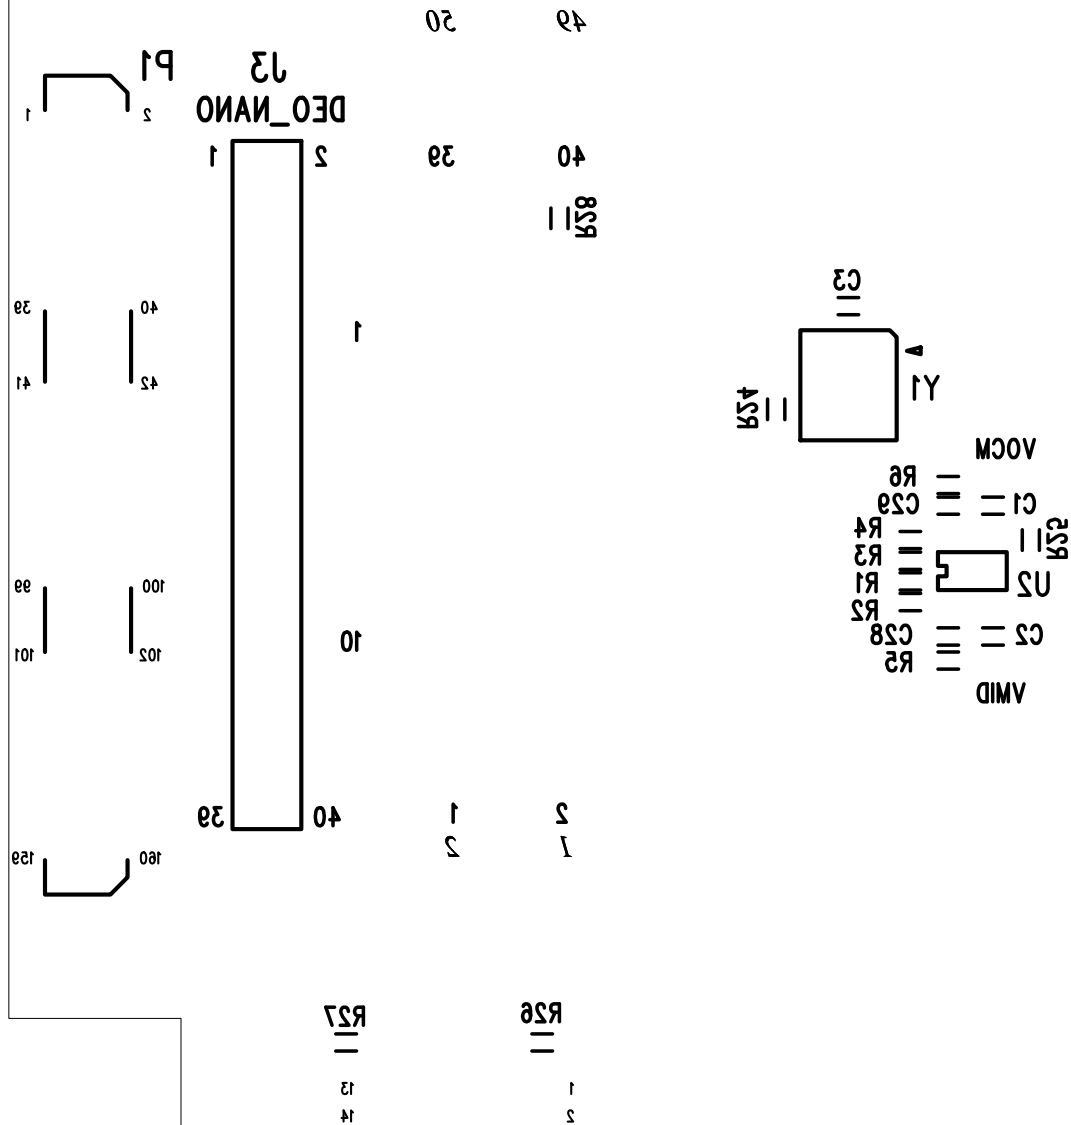 50 49
P1
J3
DEO_NANO
1 2
1 2
39 40
R28
C3
39 40
1
41 42
Y1
R24
VOCM
R6
C29 C1
R4
R25
R3
99 100
R1 U2
R2
C28 C2
10
101 102
R5
VMID
39 40
1 2
2 1
159 160
R27 R26
13 1
14 2